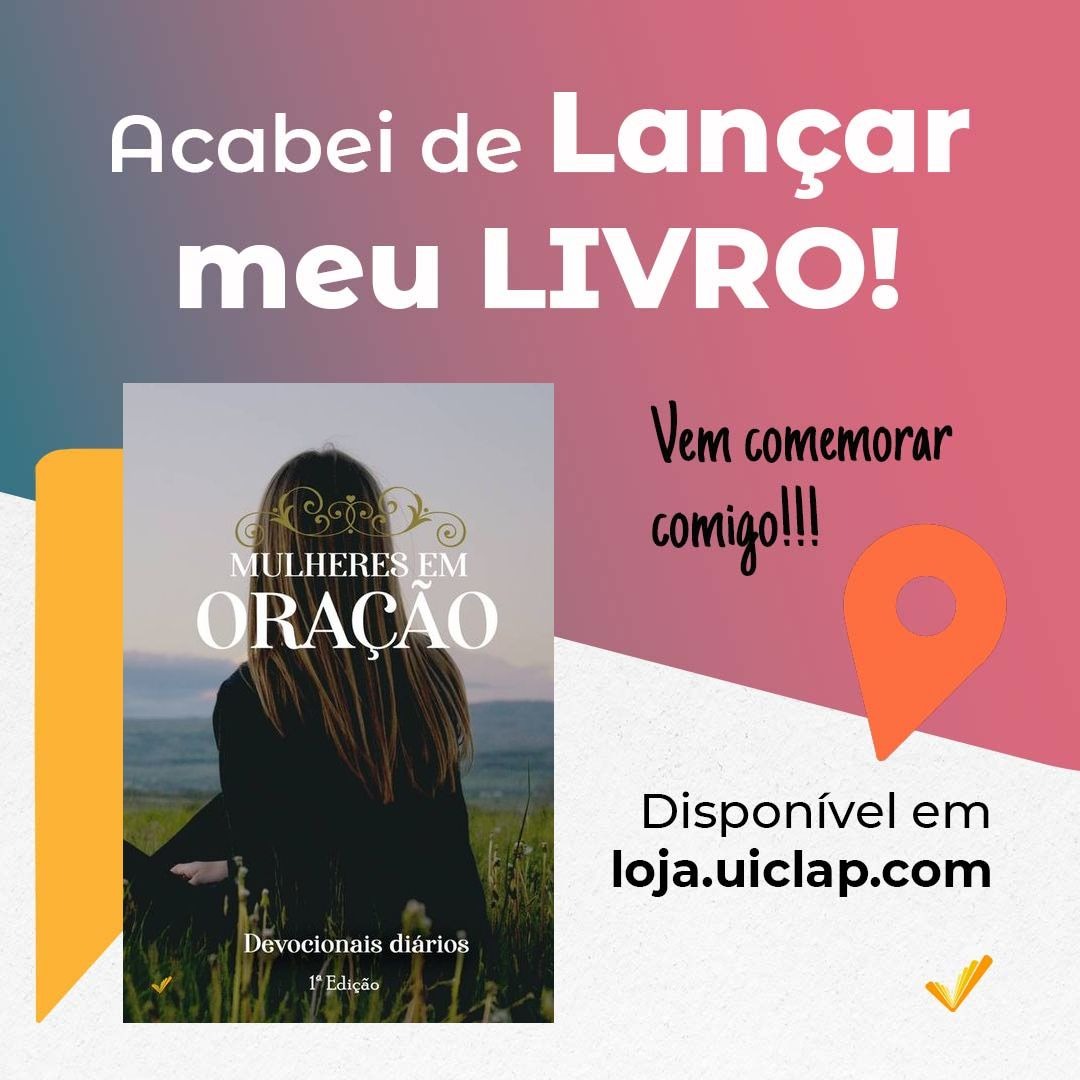 Acabei de Lançar
meu LIVRO!
Vem comemorar
comigo!!!
MULHERES EM
ORAÇÃO
Devocionais diários
1ª Edição
Disponível em
loja.uiclap.com